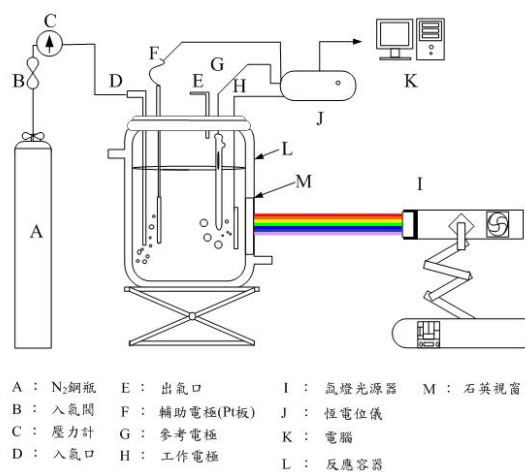 C
F
B
D
E
G
H
K
J
L
M
I
A
A : N₂鋼瓶
B : 入氣閥
C : 壓力計
D : 入氣口
E : 出氣口
F : 輔助電極(Pt板)
G : 參考電極
H : 工作電極
I : 氙燈光源器
J : 恆電位儀
K : 電腦
L : 反應容器
M : 石英視窗